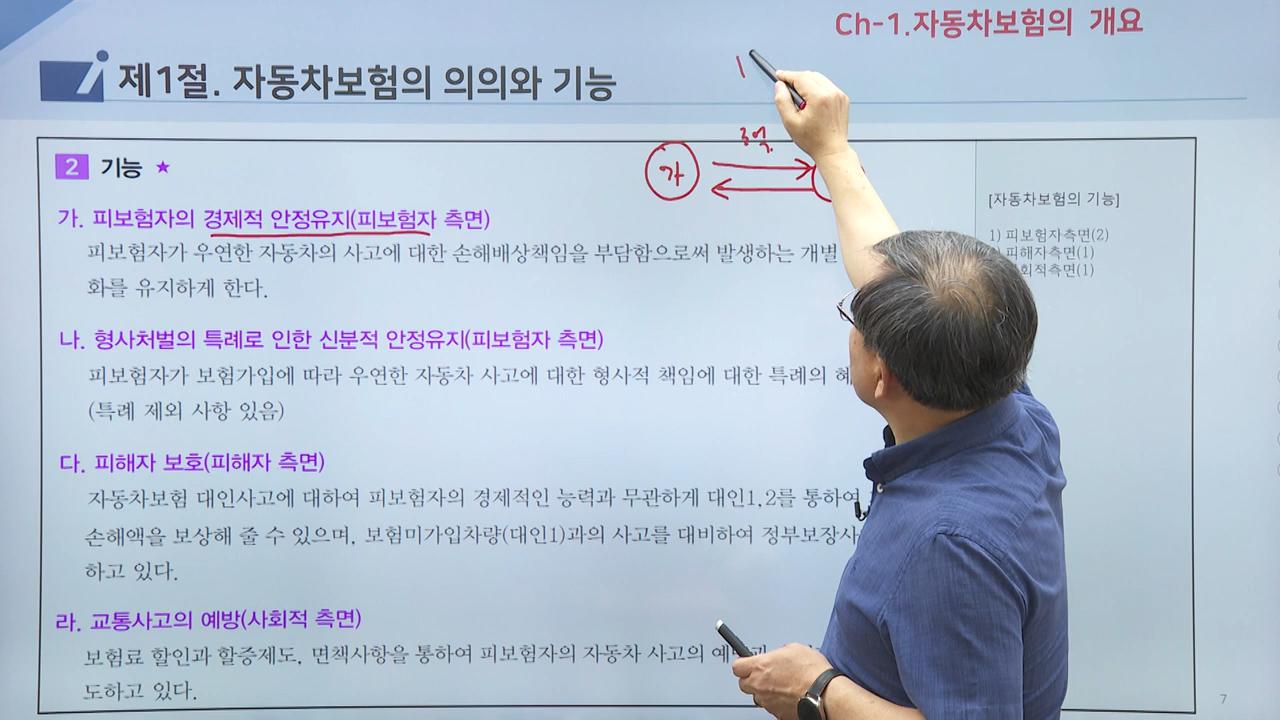 Ch-1.자동차보험의 개요
제1절. 자동차보험의 의의와 기능
2 기능 ★
가. 피보험자의 경제적 안정유지(피보험자 측면)
피보험자가 우연한 자동차의 사고에 대한 손해배상책임을 부담함으로써 발생하는 개별
화를 유지하게 한다.
나. 형사처벌의 특례로 인한 신분적 안정유지(피보험자 측면)
피보험자가 보험가입에 따라 우연한 자동차 사고에 대한 형사적 책임에 대한 특례의
(특례 제외 사항 있음)
다. 피해자 보호(피해자 측면)
자동차보험 대인사고에 대하여 피보험자의 경제적인 능력과 무관하게 대인1.2를 통하여
손해액을 보상해 줄 수 있으며, 보험미가입차량(대인1)과의 사고를 대비하여 정부보장사
하고 있다.
라. 교통사고의 예방(사회적 측면)
보험료 할인과 할증제도, 면책사항을 통하여 피보험자의 자동차 사고의
도하고 있다.
가
[자동차보험의 기능]
1) 피보험자측면(2)
피해자측면(1)
회적측면(1)
7